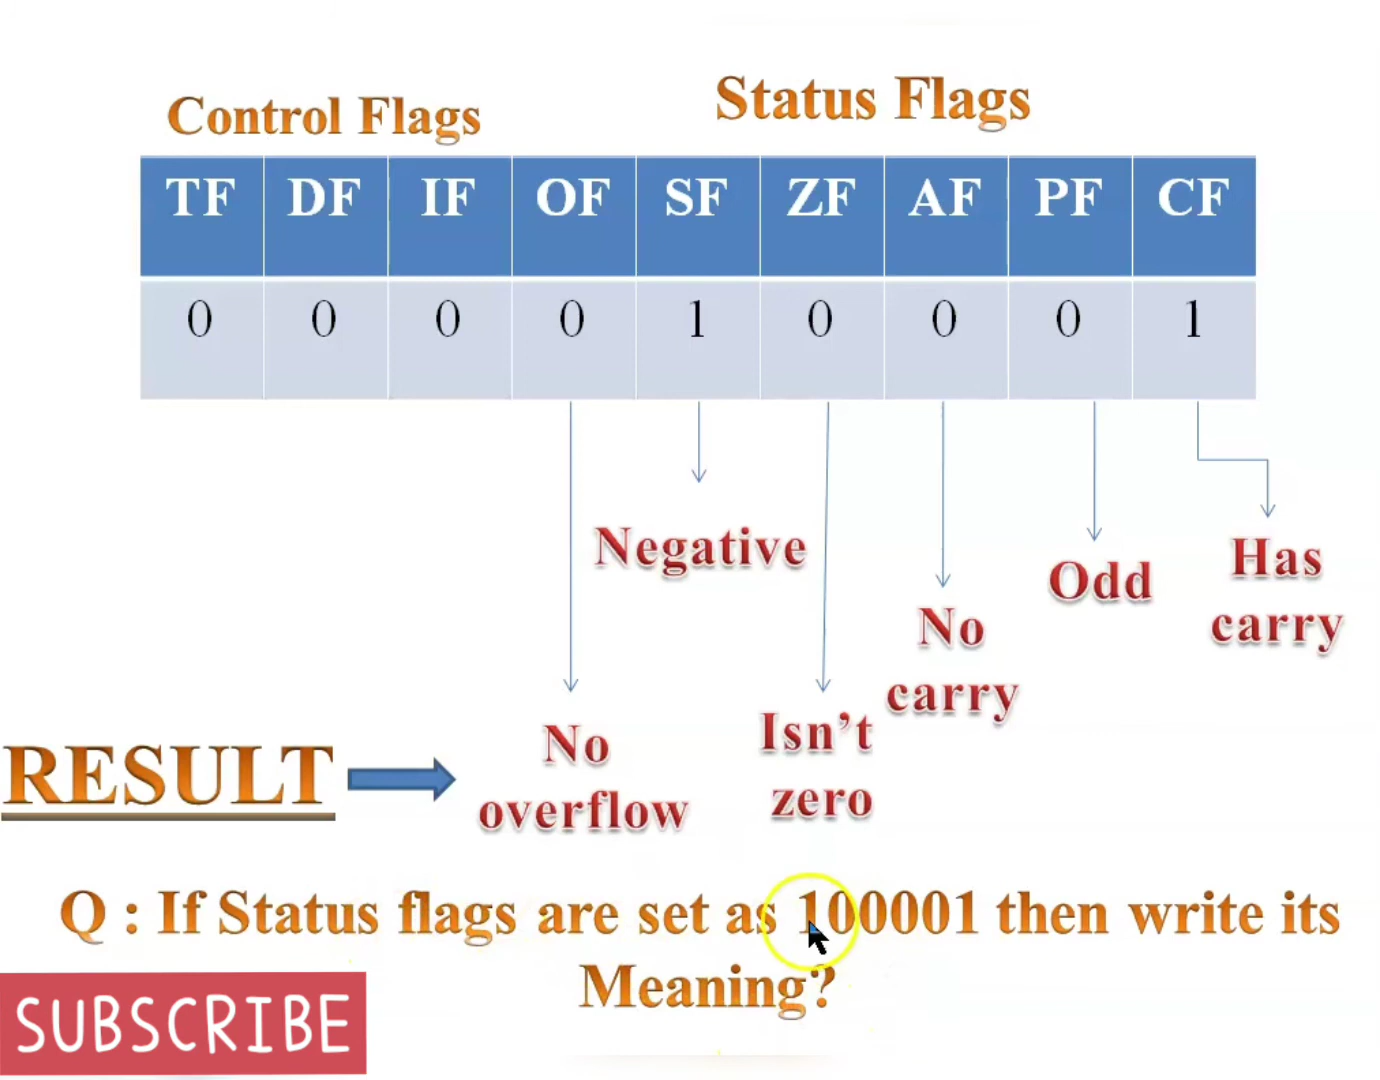 Control Flags
Status Flags
TF DF IF OF SF ZF AF PF CF
0 0 0 0 1 0 0 0 1
Negative
Odd
Has
carry
No
carry
RESULT
No
overflow
Isn't
zero
Q : If Status flags are set as 100001 then write its
Meaning?
SUBSCRIBE